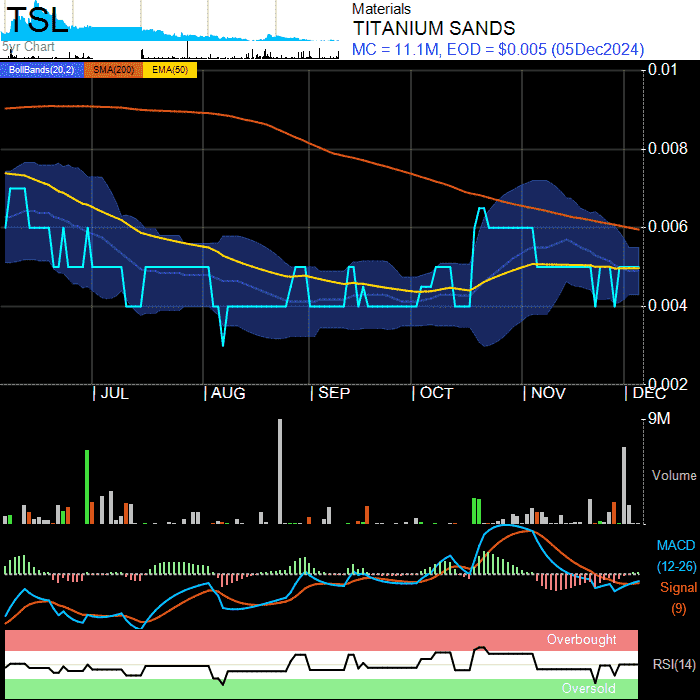 TSL
5yr Chart
Materials
TITANIUM SANDS
MC = 11.1M, EOD = $0.005 (05Dec2024)
BollBands(20,2) SMA(200) EMA(50)
0.01
0.008
0.006
0.004
0.002
| JUL | AUG | SEP | OCT | NOV | DEC
9M
Volume
MACD
(12-26)
Signal
(9)
Overbought
RSI(14)
Oversold